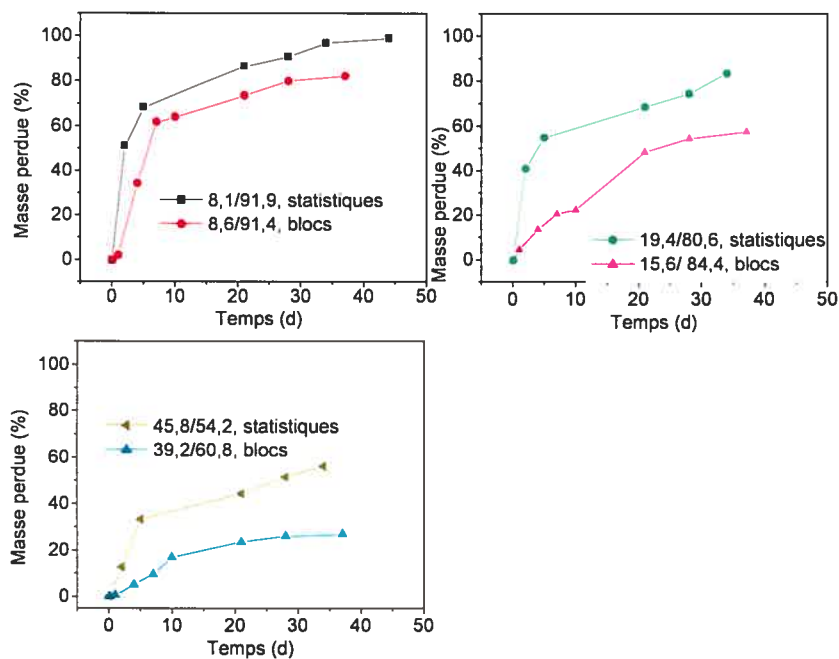 Masse perdue (%)
100
80
60
40
20
0
8,1/91,9, statistiques
8,6/91,4, blocs
0 10 20 30 40 50
Temps (d)
Masse perdue (%)
100
80
60
40
20
0
19,4/80,6, statistiques
15,6/ 84,4, blocs
0 10 20 30 40 50
Temps (d)
Masse perdue (%)
100
80
60
40
20
0
45,8/54,2, statistiques
39,2/60,8, blocs
0 10 20 30 40 50
Temps (d)